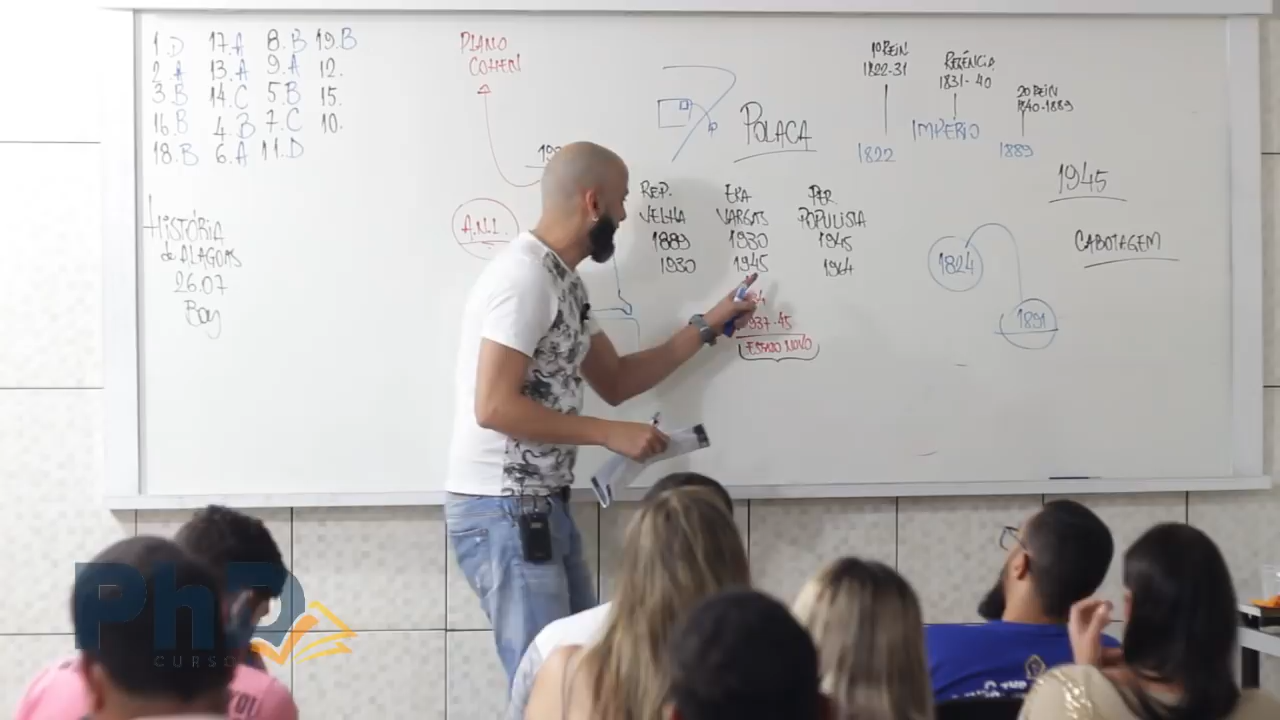 1.D 17.A 8.B 19.B
2.A 13.A 9.A 12.
3.B 14.C 5.B 15.
16.B 4.B 7.C 10.
18.B 6.A 11.D
HISTÓRIA
de ALAGOAS
26.07
Boy
PLANO
COHEN
A.N.L.
POLACA
REP.
VELHA
1889
1930
ERA
VARGAS
1930
1945
34
1937-45
ESTADO NOVO
PER
POPULISTA
1945
1964
1º REIN
1822-31
REGÊNCIA
1831-40
2º REIN
1840-1889
1822
IMPÉRIO
1889
1945
CABOTAGEM
1824
1891
PhD
CURSO